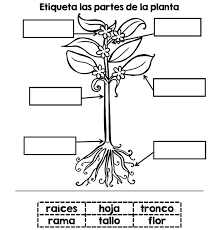 Etiqueta las partes de la planta
raices hoja tronco
rama tallo flor